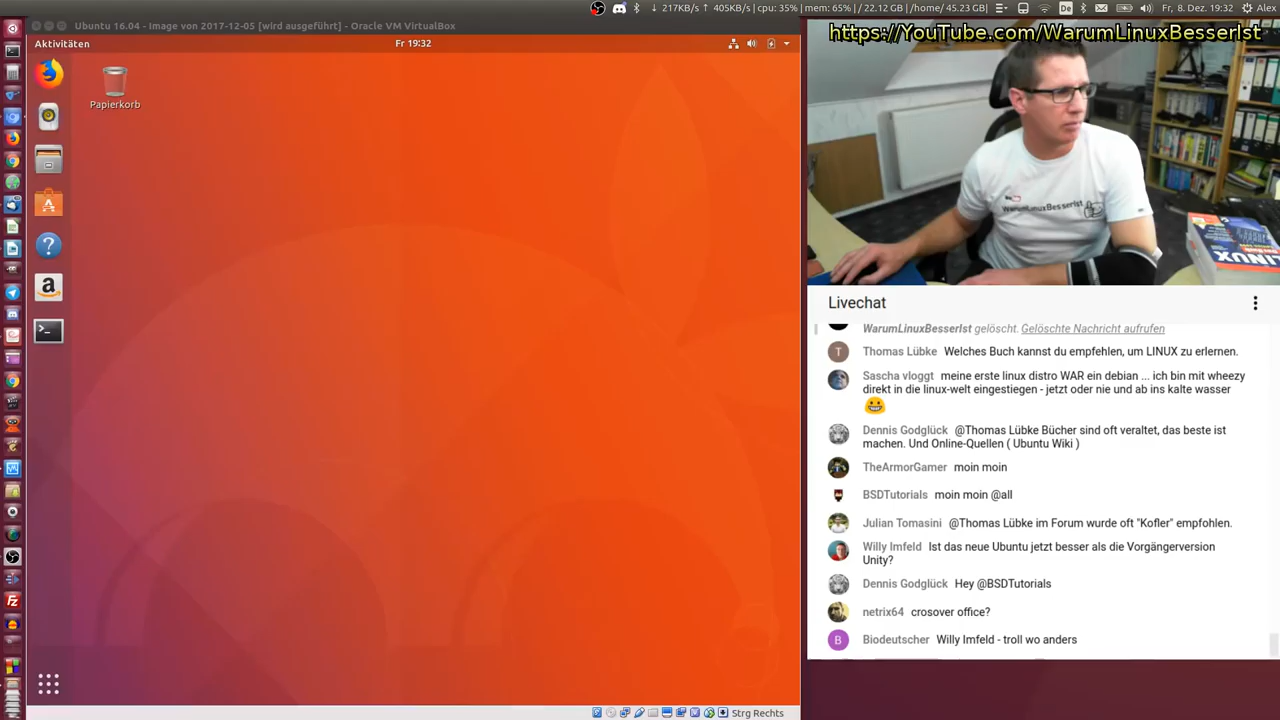 ↓ 217KB/s ↑ 405KB/s | cpu: 35% | mem: 65% // 22.12 GB | home/45.23 GB De Fr, 8. Dez, 19:32 Alex
Ubuntu 16.04 - Image von 2017-12-05 [wird ausgeführt] - Oracle VM VirtualBox
https://YouTube.com/WarumLinuxBesserIst
Aktivitäten
Fr 19:32
Papierkorb
WarumLinuxBesserIst
LINUX
Livechat
WarumLinuxBesserIst gelöscht. Gelöschte Nachricht aufrufen
T Thomas Lübke Welches Buch kannst du empfehlen, um LINUX zu erlernen.
Sascha vloggt meine erste linux distro WAR ein debian ... ich bin mit wheezy
direkt in die linux-welt eingestiegen - jetzt oder nie und ab ins kalte wasser
Dennis Godglück @Thomas Lübke Bücher sind oft veraltet, das beste ist
machen. Und Online-Quellen ( Ubuntu Wiki )
TheArmorGamer moin moin
BSDTutorials moin moin @all
Julian Tomasini @Thomas Lübke im Forum wurde oft "Kofler" empfohlen.
Willy Imfeld Ist das neue Ubuntu jetzt besser als die Vorgängerversion
Unity?
Dennis Godglück Hey @BSDTutorials
netrix64 crosover office?
B Biodeutscher Willy Imfeld - troll wo anders
Strg Rechts